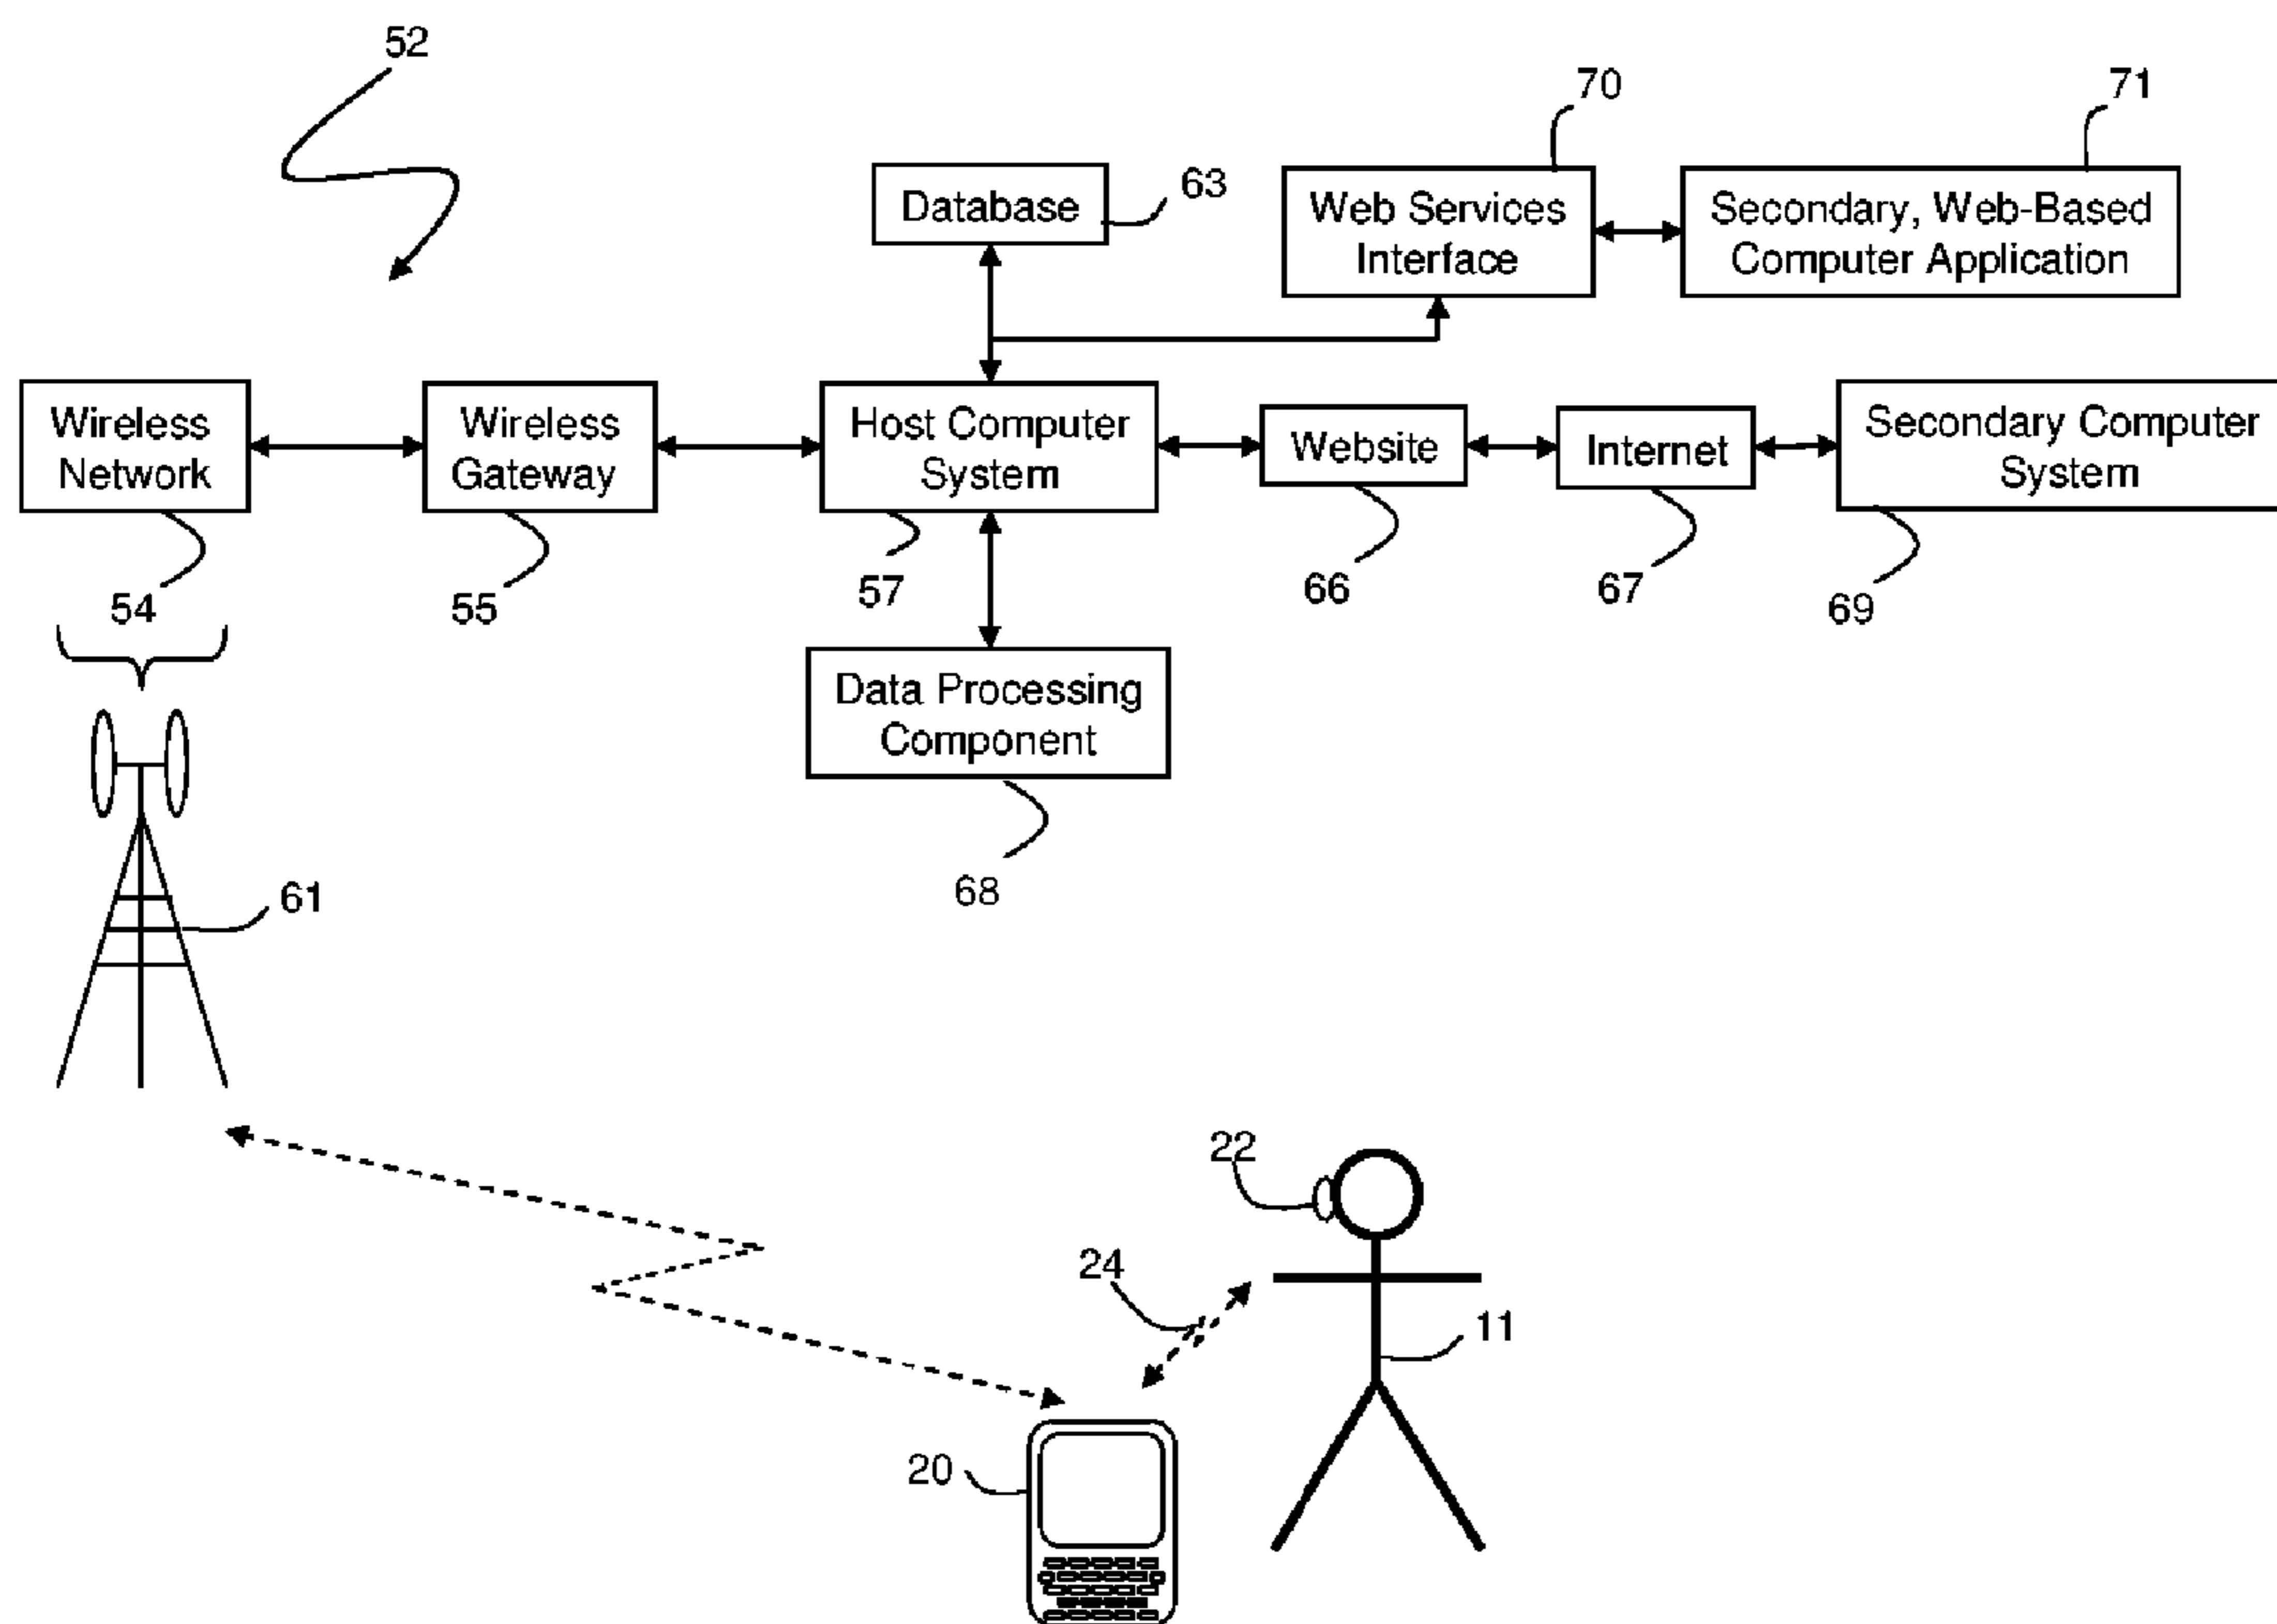 52
70
71
Database
63
Web Services
Interface
Secondary, Web-Based
Computer Application
Wireless
Network
Wireless
Gateway
Host Computer
System
Website
Internet
Secondary Computer
System
54
55
57
66
67
69
Data Processing
Component
61
68
22
24
11
20